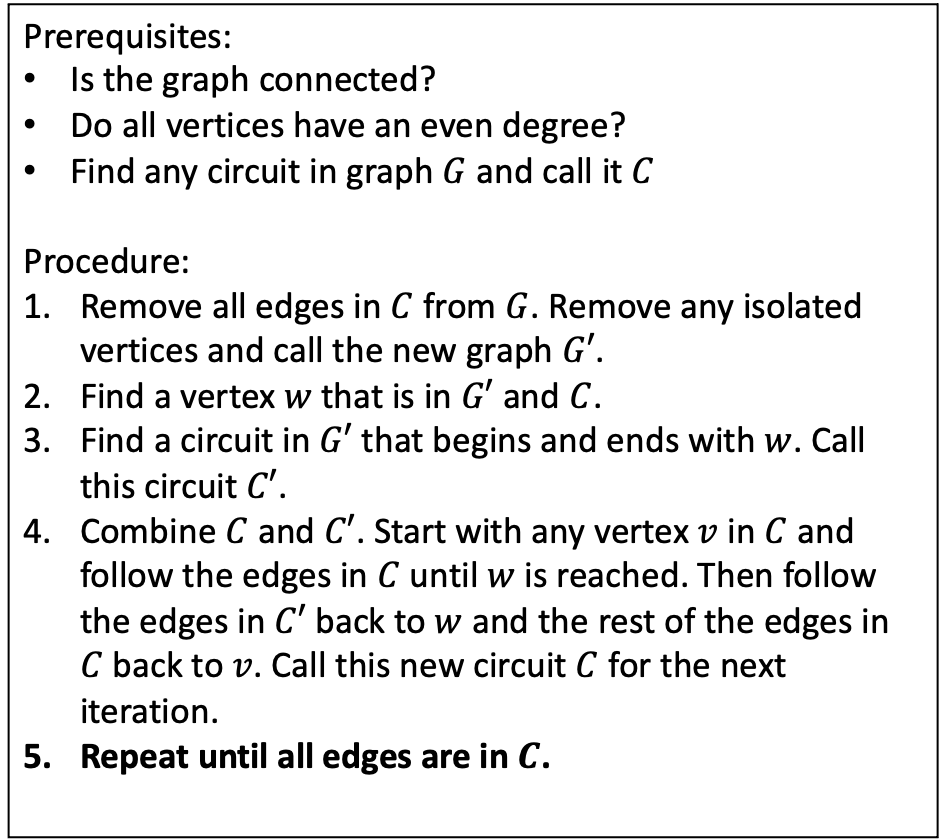 Prerequisites:
• Is the graph connected?
• Do all vertices have an even degree?
• Find any circuit in graph G and call it C
Procedure:
1. Remove all edges in C from G. Remove any isolated
vertices and call the new graph G′.
2. Find a vertex w that is in G′ and C.
3. Find a circuit in G′ that begins and ends with w. Call
this circuit C′.
4. Combine C and C′. Start with any vertex v in C and
follow the edges in C until w is reached. Then follow
the edges in C′ back to w and the rest of the edges in
C back to v. Call this new circuit C for the next
iteration.
5. Repeat until all edges are in C.